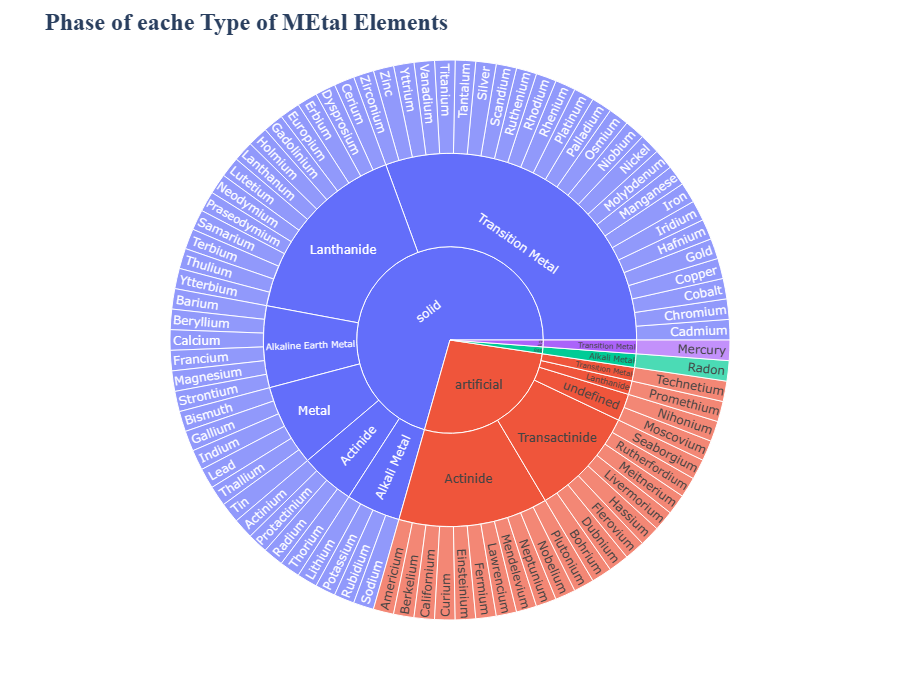 Phase of eache Type of MEtal Elements
solid
Transition Metal
Lanthanide
Alkaline Earth Metal
Metal
Actinide
Alkali Metal
artificial
Actinide
Transactinide
undefined
Lanthanide
Transition Metal
Alkali Metal
Transition Metal
Cadmium
Chromium
Cobalt
Copper
Gold
Hafnium
Iridium
Iron
Manganese
Molybdenum
Nickel
Niobium
Osmium
Palladium
Platinum
Rhenium
Rhodium
Ruthenium
Scandium
Silver
Tantalum
Titanium
Vanadium
Yttrium
Zinc
Zirconium
Cerium
Dysprosium
Erbium
Europium
Gadolinium
Holmium
Lanthanum
Lutetium
Neodymium
Praseodymium
Samarium
Terbium
Thulium
Ytterbium
Barium
Beryllium
Calcium
Francium
Magnesium
Strontium
Bismuth
Gallium
Indium
Lead
Thallium
Tin
Actinium
Protactinium
Radium
Thorium
Lithium
Potassium
Rubidium
Sodium
Americium
Berkelium
Californium
Curium
Einsteinium
Fermium
Lawrencium
Mendelevium
Neptunium
Nobelium
Plutonium
Bohrium
Dubnium
Flerovium
Hassium
Livermorium
Meitnerium
Rutherfordium
Seaborgium
Moscovium
Nihonium
Promethium
Technetium
Radon
Mercury